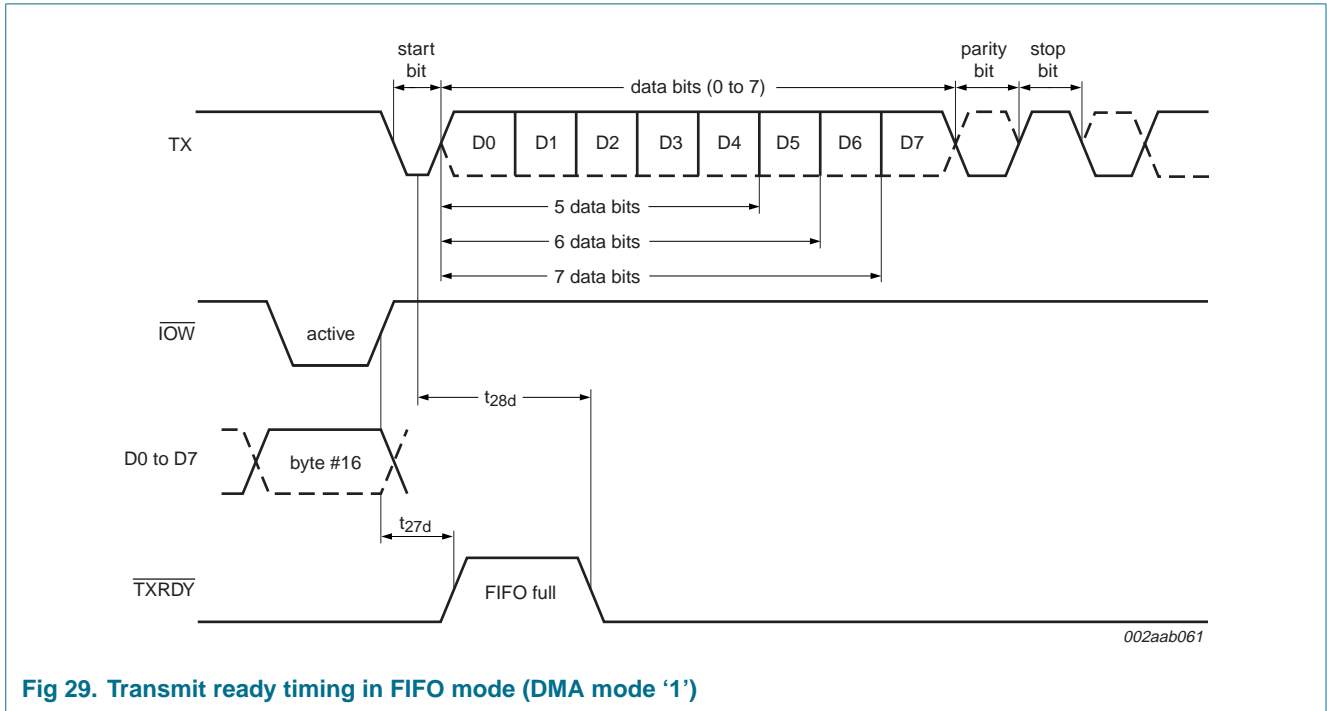 start
bit
data bits (0 to 7)
parity
bit
stop
bit
TX
D0 D1 D2 D3 D4 D5 D6 D7
5 data bits
6 data bits
7 data bits
IOW
active
t28d
D0 to D7
byte #16
t27d
TXRDY
FIFO full
002aab061
Fig 29. Transmit ready timing in FIFO mode (DMA mode ‘1’)